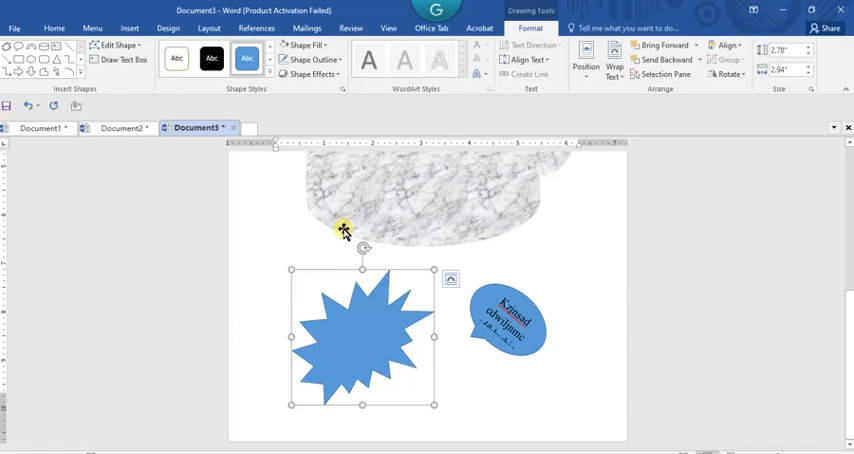 Document3 - Word (Product Activation Failed)
Drawing Tools
File
Home
Insert
Design
Layout
References
Mailings
Review
View
Office Tab
Acrobat
Format
Tell me what you want to do...
Share
Edit Shape
Draw Text Box
Insert Shapes
Abc
Abc
Abc
Shape Fill
Shape Outline
Shape Effects
Shape Styles
A
A
A
WordArt Styles
Text Direction
Align Text
Create Link
Text
Position
Wrap
Text
Bring Forward
Send Backward
Selection Pane
Align
Group
Rotate
Arrange
2.78"
2.94"
Size
Document1 *
Document2 *
Document3 *
Kzjnsad
cdwiljnmc